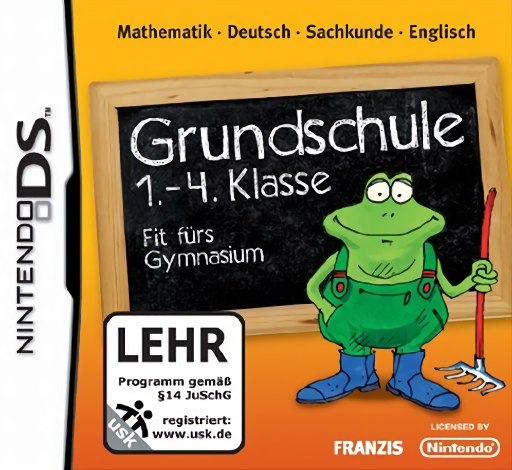 Mathematik · Deutsch · Sachkunde · Englisch
NINTENDO DS™
Grundschule
1.-4. Klasse
Fit fürs
Gymnasium
LEHR
Programm gemäß
§14 JuSchG
registriert:
www.usk.de
usk
LICENSED BY
FRANZIS
Nintendo